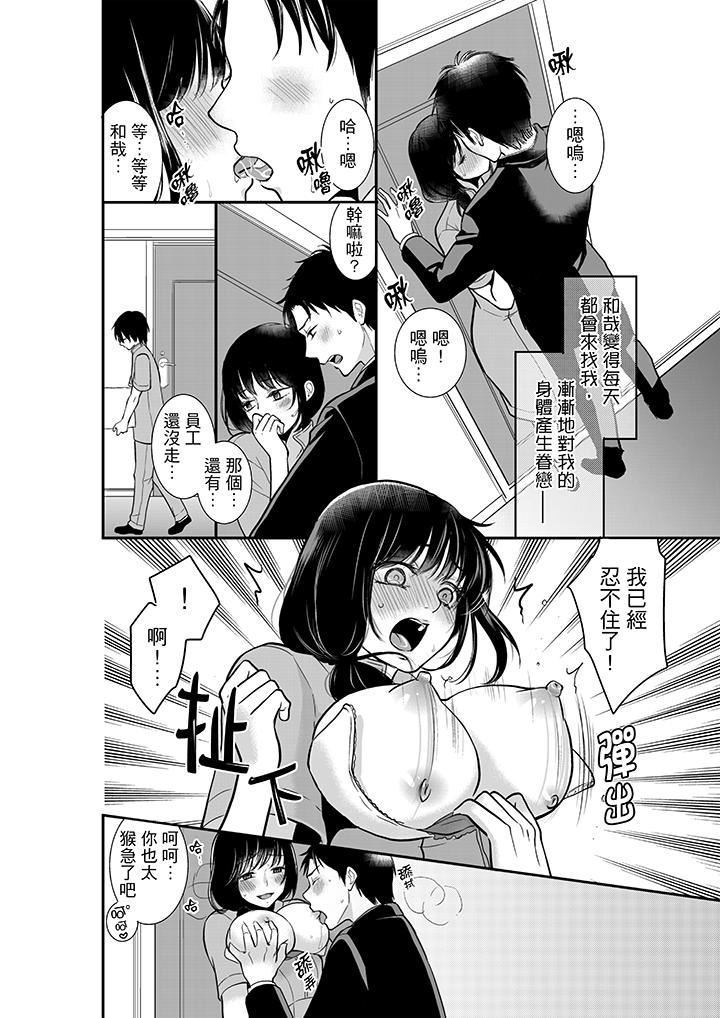 啾
…嗯嗚…
啾
嚕
和哉變得每天
都會來找我，
漸漸地對我的
身體產生眷戀——
嗯！
嗯嗚…
啾
哈…嗯
啾
嚕
哈
等…等等
和哉…
啾
嚕
幹嘛啦？
那個…
還有…
員工
還沒走…
我已經
忍不住了！
！
啊！…
彈出
扯下
舔拭
哈
呵呵…
你也太
猴急了吧。
呵呵♡
舔弄